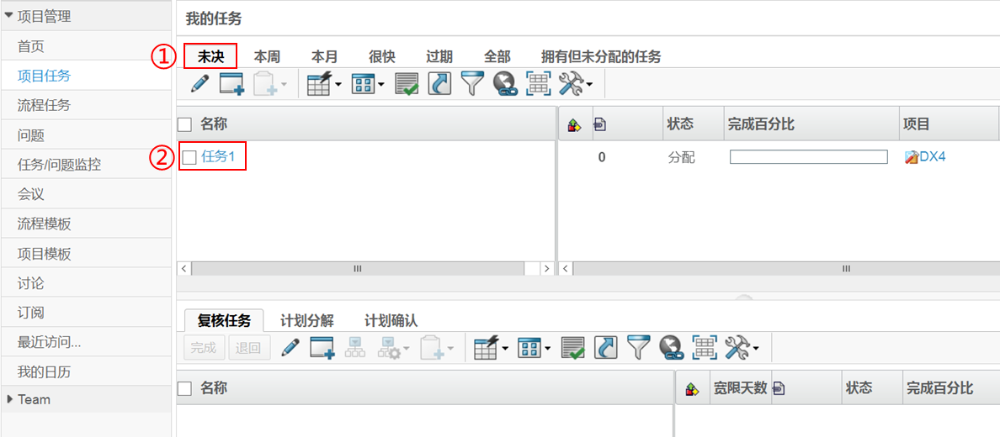 项目管理
首页
项目任务
流程任务
问题
任务/问题监控
会议
流程模板
项目模板
讨论
订阅
最近访问...
我的日历
Team
我的任务
① 未决 本周 本月 很快 过期 全部 拥有但未分配的任务
名称 状态 完成百分比 项目
② 任务1 0 分配 DX4
复核任务 计划分解 计划确认
完成 退回
名称 宽限天数 状态 完成百分比